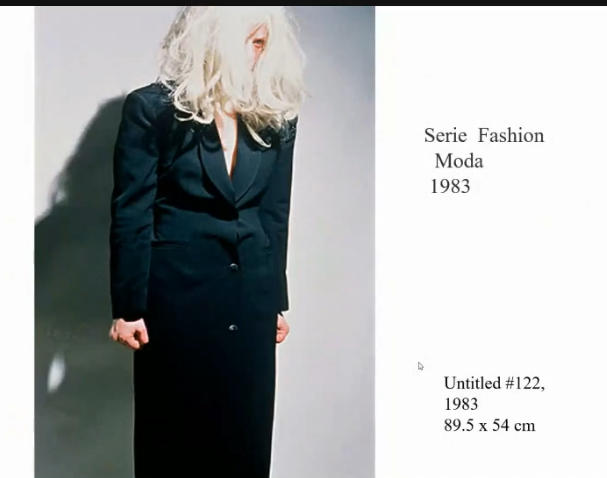 Serie Fashion
Moda
1983
Untitled #122,
1983
89.5 x 54 cm